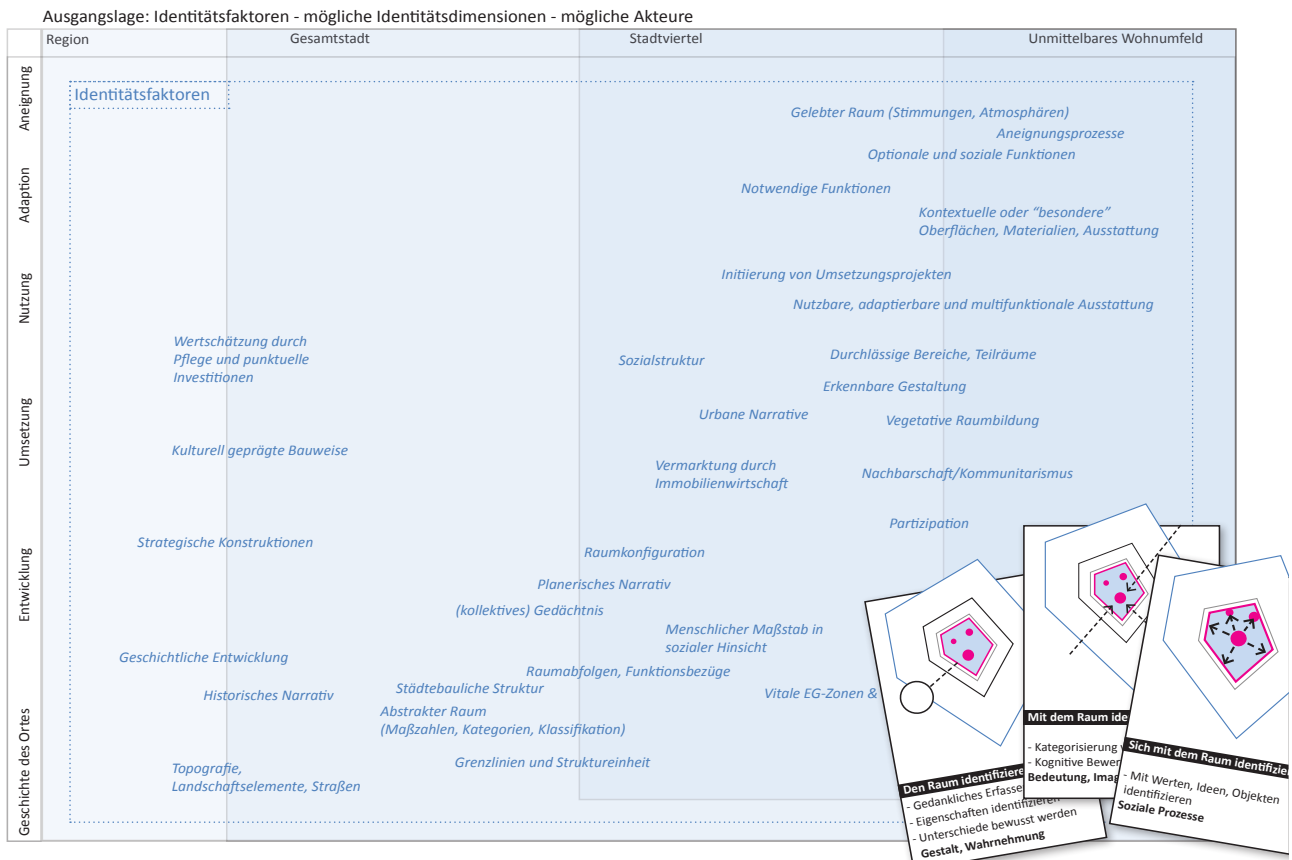 Ausgangslage: Identitätsfaktoren - mögliche Identitätsdimensionen - mögliche Akteure
Region
Gesamtstadt
Stadtviertel
Unmittelbares Wohnumfeld
Aneignung
Adaption
Nutzung
Umsetzung
Entwicklung
Geschichte des Ortes
Identitätsfaktoren
Gelebter Raum (Stimmungen, Atmosphären)
Aneignungsprozesse
Optionale und soziale Funktionen
Notwendige Funktionen
Kontextuelle oder “besondere”
Oberflächen, Materialien, Ausstattung
Initiierung von Umsetzungsprojekten
Nutzbare, adaptierbare und multifunktionale Ausstattung
Wertschätzung durch
Pflege und punktuelle
Investitionen
Sozialstruktur
Durchlässige Bereiche, Teilräume
Erkennbare Gestaltung
Urbane Narrative
Vegetative Raumbildung
Kulturell geprägte Bauweise
Vermarktung durch
Immobilienwirtschaft
Nachbarschaft/Kommunitarismus
Partizipation
Strategische Konstruktionen
Raumkonfiguration
Planerisches Narrativ
(kollektives) Gedächtnis
Menschlicher Maßstab in
sozialer Hinsicht
Geschichtliche Entwicklung
Raumabfolgen, Funktionsbezüge
Historisches Narrativ
Städtebauliche Struktur
Vitale EG-Zonen &
Abstrakter Raum
(Maßzahlen, Kategorien, Klassifikation)
Grenzlinien und Struktureinheit
Topografie,
Landschaftselemente, Straßen
Den Raum identifiziere
- Gedankliches Erfasse
- Eigenschaften identifizieren
- Unterschiede bewusst werden
Gestalt, Wahrnehmung
Mit dem Raum ide
- Kategorisierung
- Kognitive Bewer
Bedeutung, Imag
Sich mit dem Raum identifizie
- Mit Werten, Ideen, Objekten
identifizieren
Soziale Prozesse